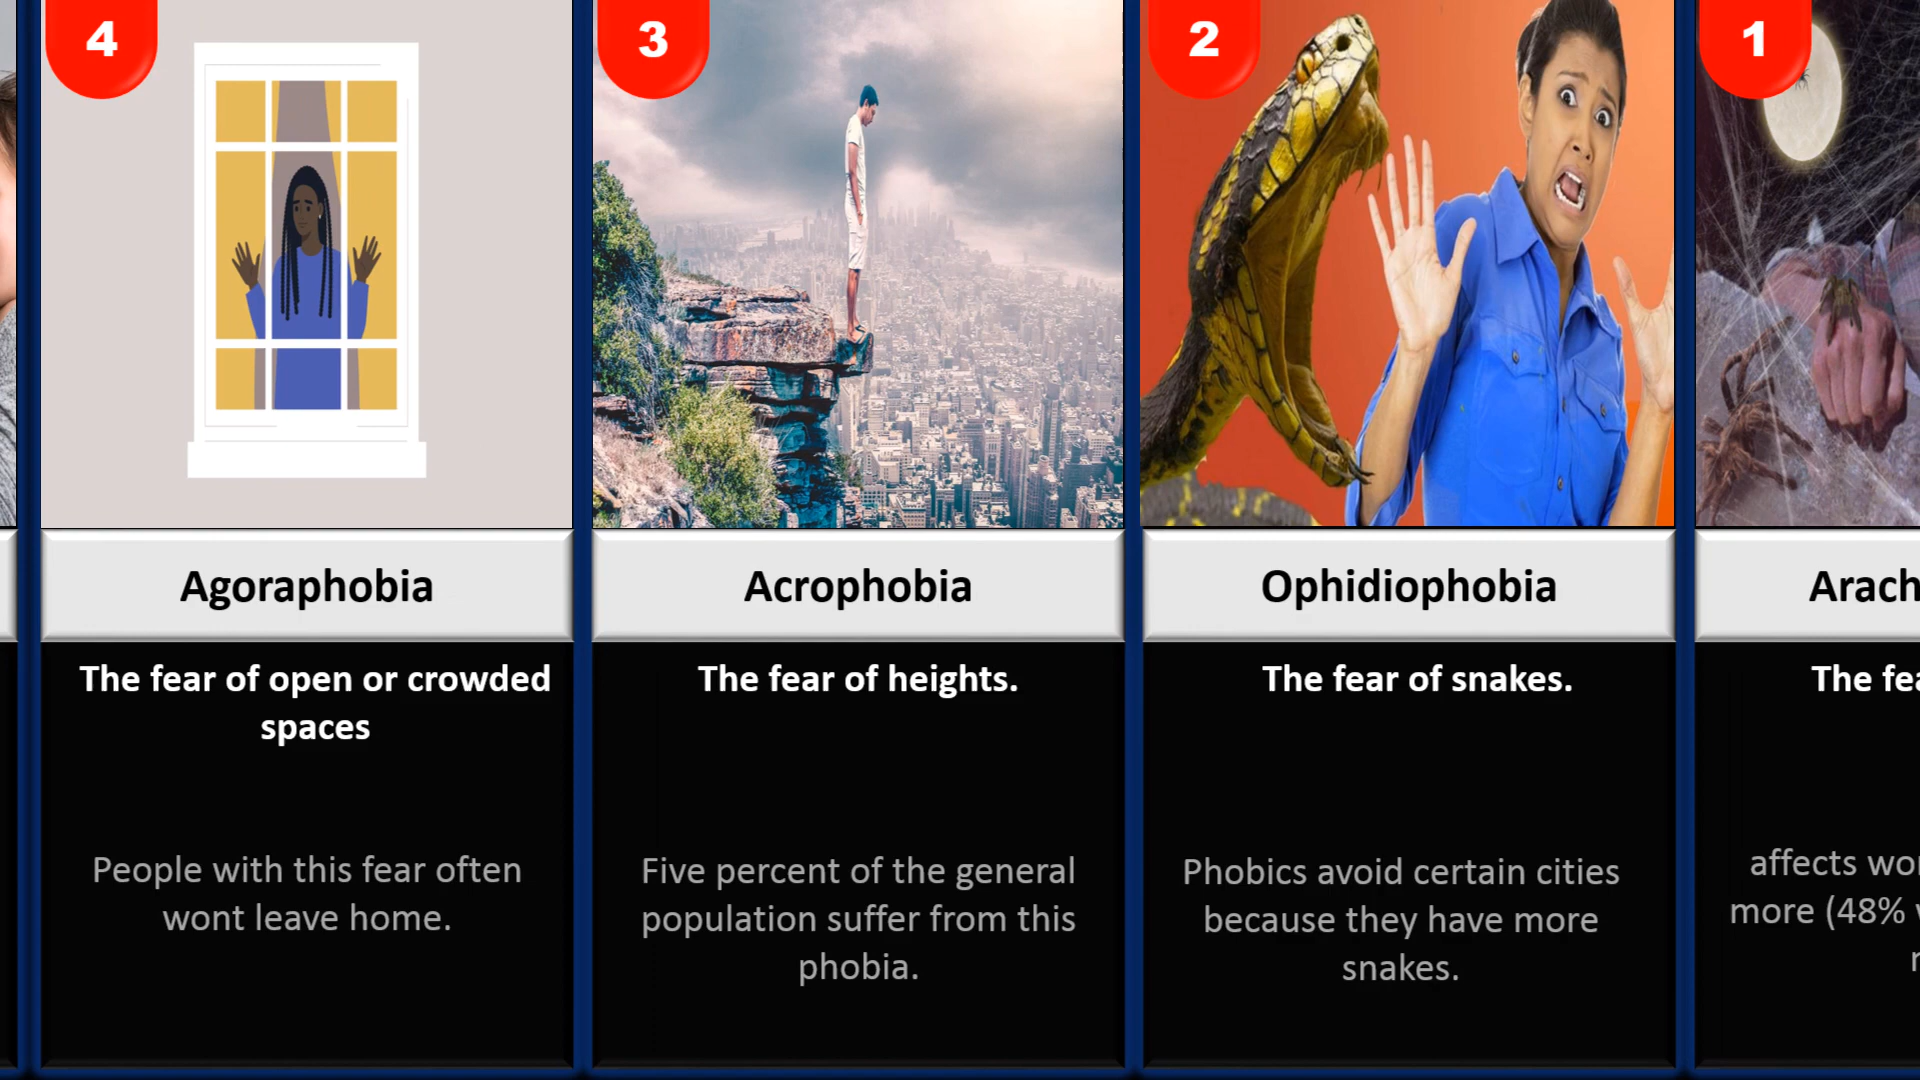 4
Agoraphobia
The fear of open or crowded
spaces
People with this fear often
wont leave home.
3
Acrophobia
The fear of heights.
Five percent of the general
population suffer from this
phobia.
2
Ophidiophobia
The fear of snakes.
Phobics avoid certain cities
because they have more
snakes.
1
Arach
The fea
affects wo
more (48%